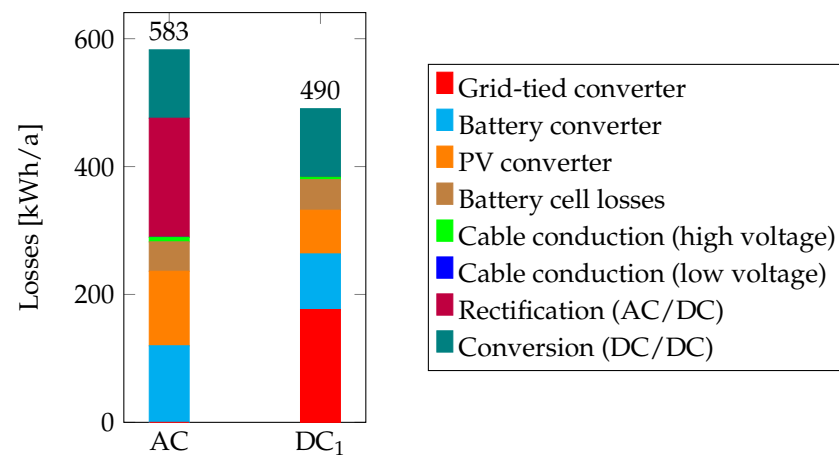 583
490
600
400
200
0
Losses [kWh/a]
AC
DC₁
Grid-tied converter
Battery converter
PV converter
Battery cell losses
Cable conduction (high voltage)
Cable conduction (low voltage)
Rectification (AC/DC)
Conversion (DC/DC)